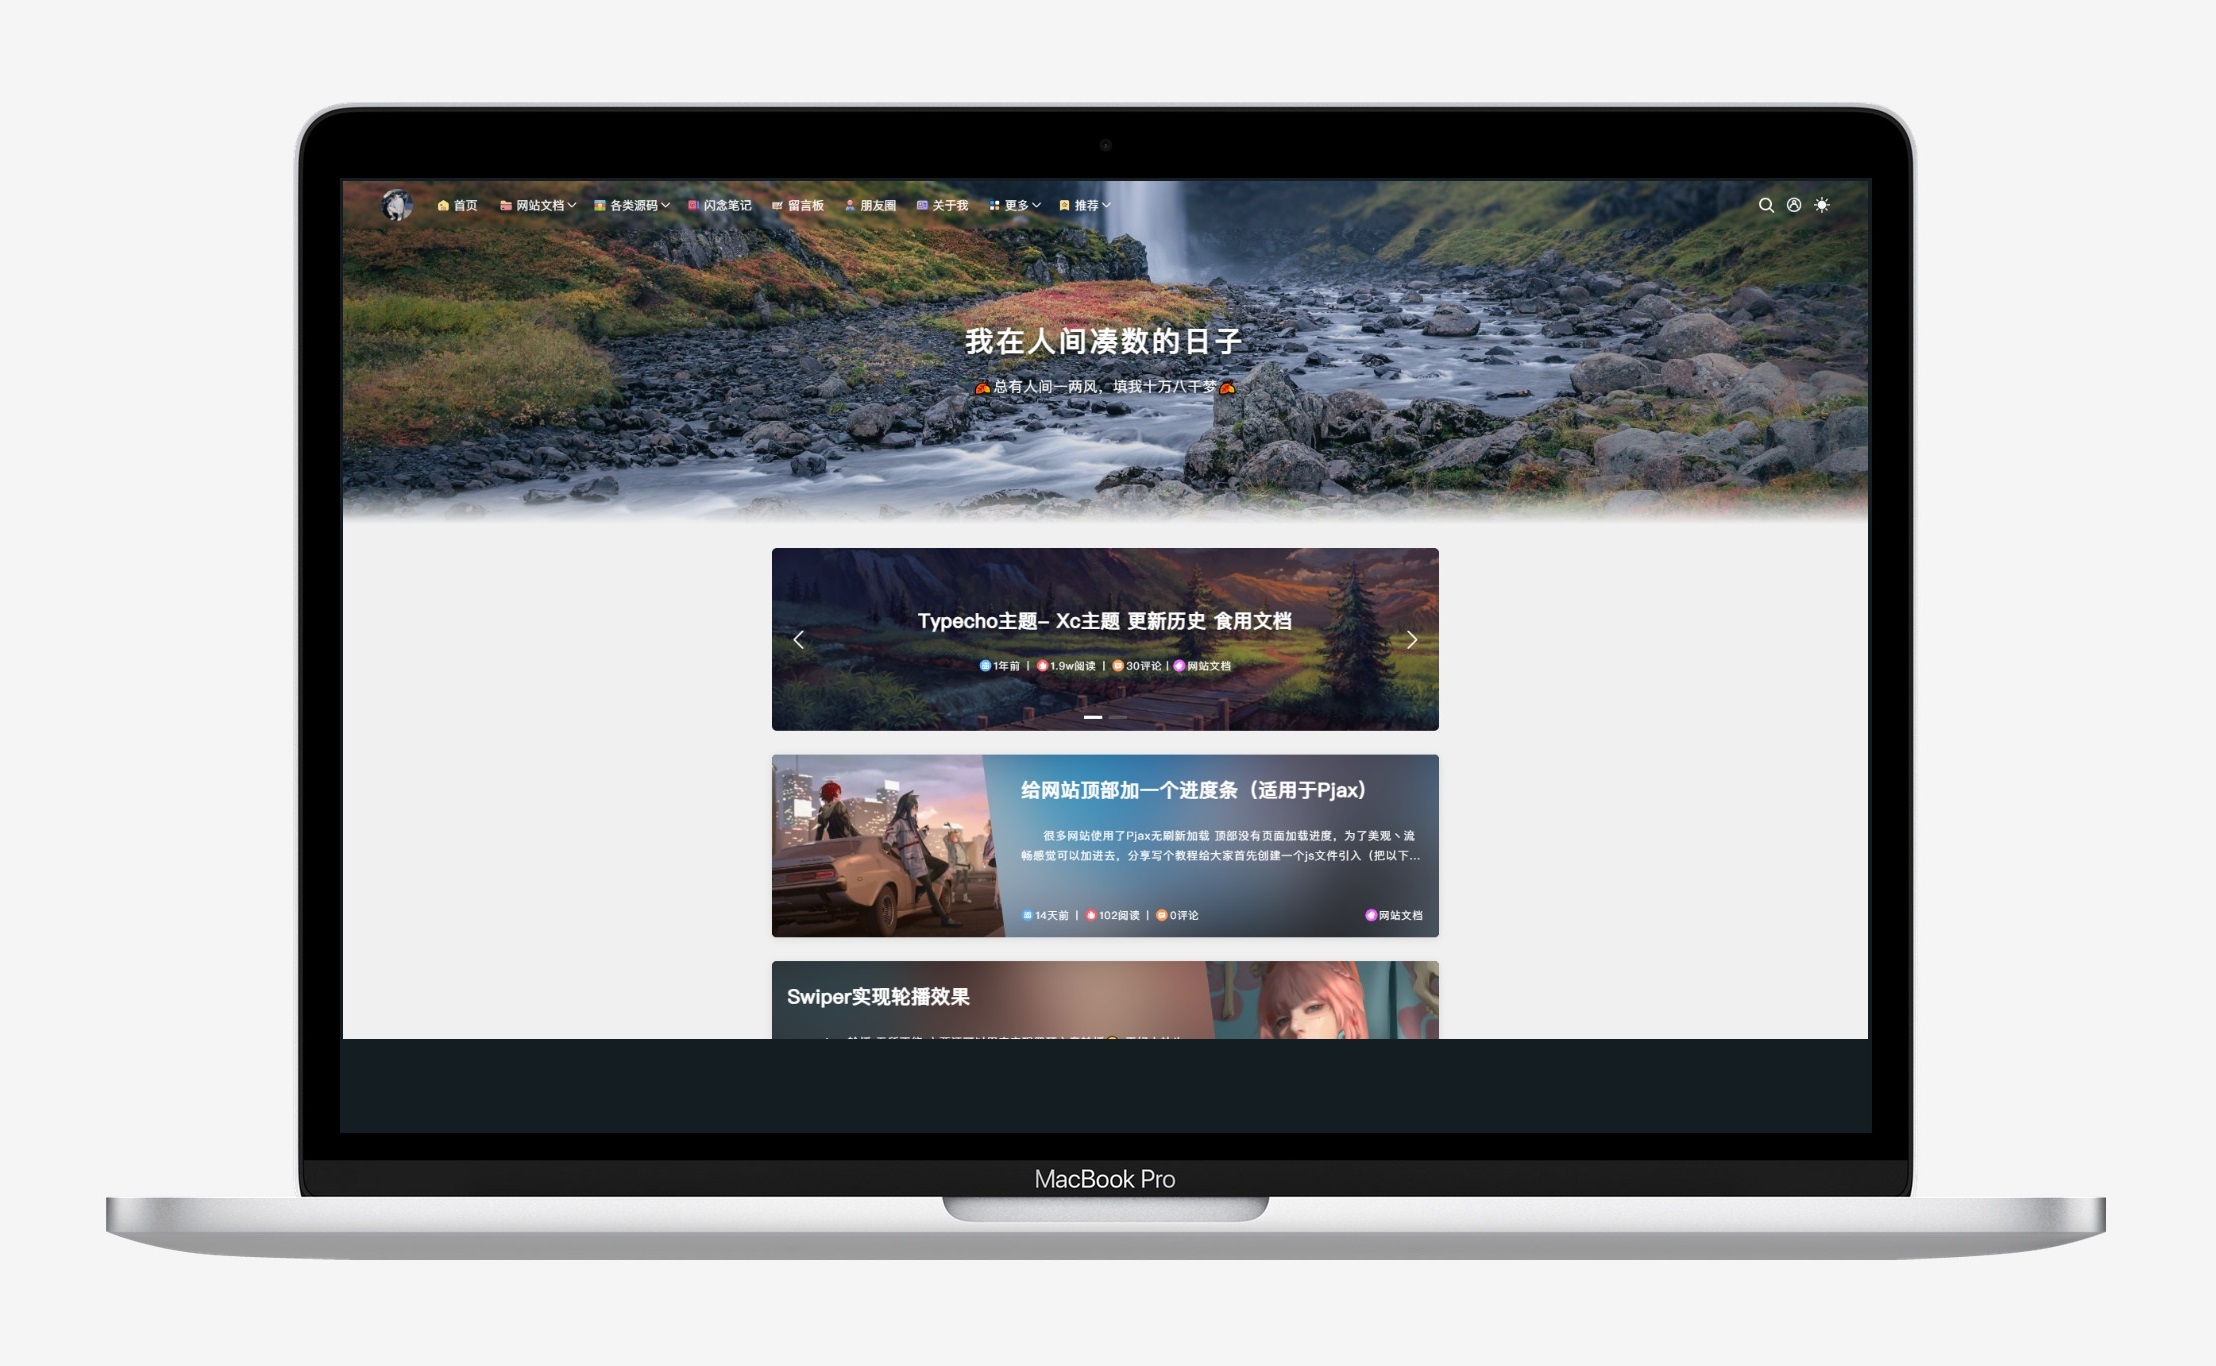 首页 网站文档 各类源码 闪念笔记 留言板 朋友圈 关于我 更多 推荐
我在人间凑数的日子
总有人间一两风，填我十万八千梦
Typecho主题– Xc主题 更新历史 食用文档
1年前 | 1.9w阅读 | 30评论 | 网站文档
给网站顶部加一个进度条（适用于Pjax）
很多网站使用了Pjax无刷新加载 顶部没有页面加载进度，为了美观丶流
畅感觉可以加进去，分享写个教程给大家首先创建一个js文件引入（把以下...
14天前 | 102阅读 | 0评论 网站文档
Swiper实现轮播效果
MacBook Pro